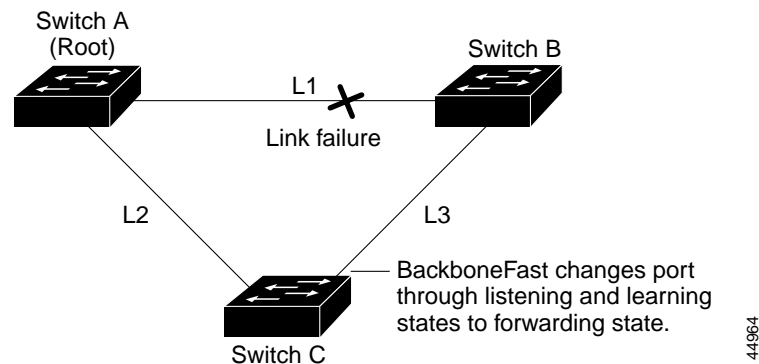 Switch A
(Root)
Switch B
L1
Link failure
L2
L3
BackboneFast changes port
through listening and learning
states to forwarding state.
Switch C
44964